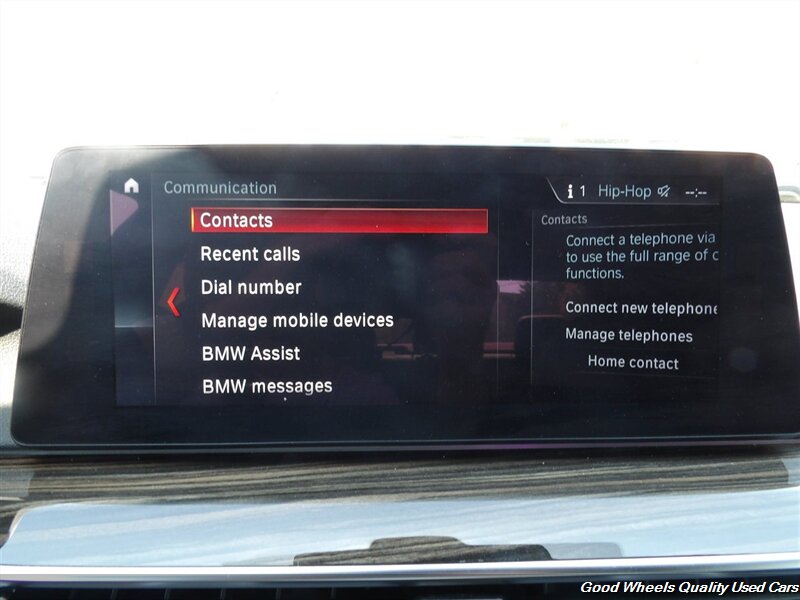 Communication
i 1 Hip-Hop --:--
Contacts
Recent calls
Dial number
Manage mobile devices
BMW Assist
BMW messages
Contacts
Connect a telephone via
to use the full range of
functions.
Connect new telephone
Manage telephones
Home contact
Good Wheels Quality Used Cars